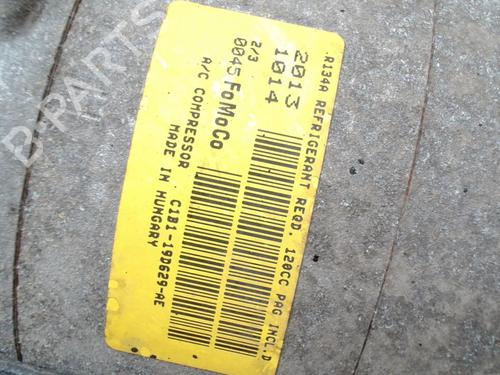 R134A REFRIGERANT REQD. 120CC PAG INCL.D
2013
1014
2/3
0045 FoMoCo
A/C COMPRESSOR C1B1-19D629-AE
MADE IN HUNGARY
B-PARTS